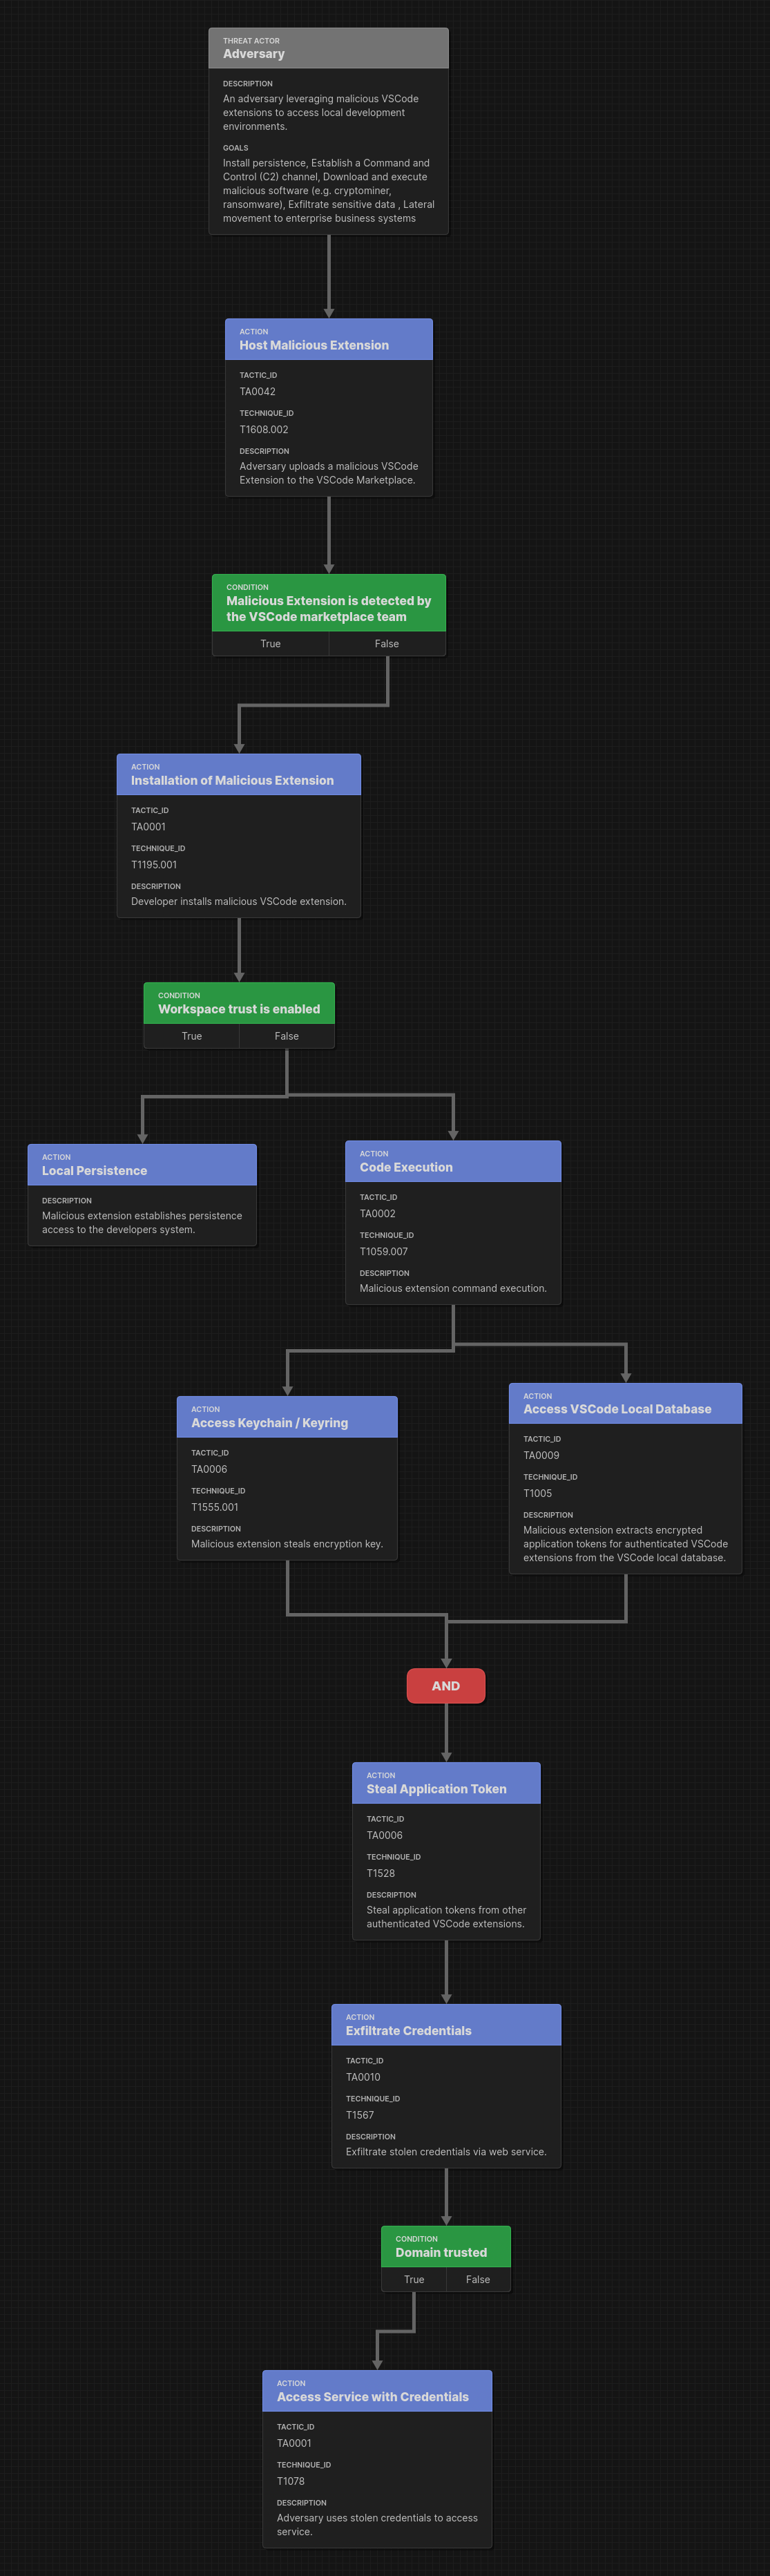 THREAT ACTOR
Adversary
DESCRIPTION
An adversary leveraging malicious VSCode
extensions to access local development
environments.
GOALS
Install persistence, Establish a Command and
Control (C2) channel, Download and execute
malicious software (e.g. cryptominer,
ransomware), Exfiltrate sensitive data , Lateral
movement to enterprise business systems
ACTION
Host Malicious Extension
TACTIC_ID
TA0042
TECHNIQUE_ID
T1608.002
DESCRIPTION
Adversary uploads a malicious VSCode
Extension to the VSCode Marketplace.
CONDITION
Malicious Extension is detected by
the VSCode marketplace team
True False
ACTION
Installation of Malicious Extension
TACTIC_ID
TA0001
TECHNIQUE_ID
T1195.001
DESCRIPTION
Developer installs malicious VSCode extension.
CONDITION
Workspace trust is enabled
True False
ACTION
Local Persistence
DESCRIPTION
Malicious extension establishes persistence
access to the developers system.
ACTION
Code Execution
TACTIC_ID
TA0002
TECHNIQUE_ID
T1059.007
DESCRIPTION
Malicious extension command execution.
ACTION
Access Keychain / Keyring
TACTIC_ID
TA0006
TECHNIQUE_ID
T1555.001
DESCRIPTION
Malicious extension steals encryption key.
ACTION
Access VSCode Local Database
TACTIC_ID
TA0009
TECHNIQUE_ID
T1005
DESCRIPTION
Malicious extension extracts encrypted
application tokens for authenticated VSCode
extensions from the VSCode local database.
AND
ACTION
Steal Application Token
TACTIC_ID
TA0006
TECHNIQUE_ID
T1528
DESCRIPTION
Steal application tokens from other
authenticated VSCode extensions.
ACTION
Exfiltrate Credentials
TACTIC_ID
TA0010
TECHNIQUE_ID
T1567
DESCRIPTION
Exfiltrate stolen credentials via web service.
CONDITION
Domain trusted
True False
ACTION
Access Service with Credentials
TACTIC_ID
TA0001
TECHNIQUE_ID
T1078
DESCRIPTION
Adversary uses stolen credentials to access
service.